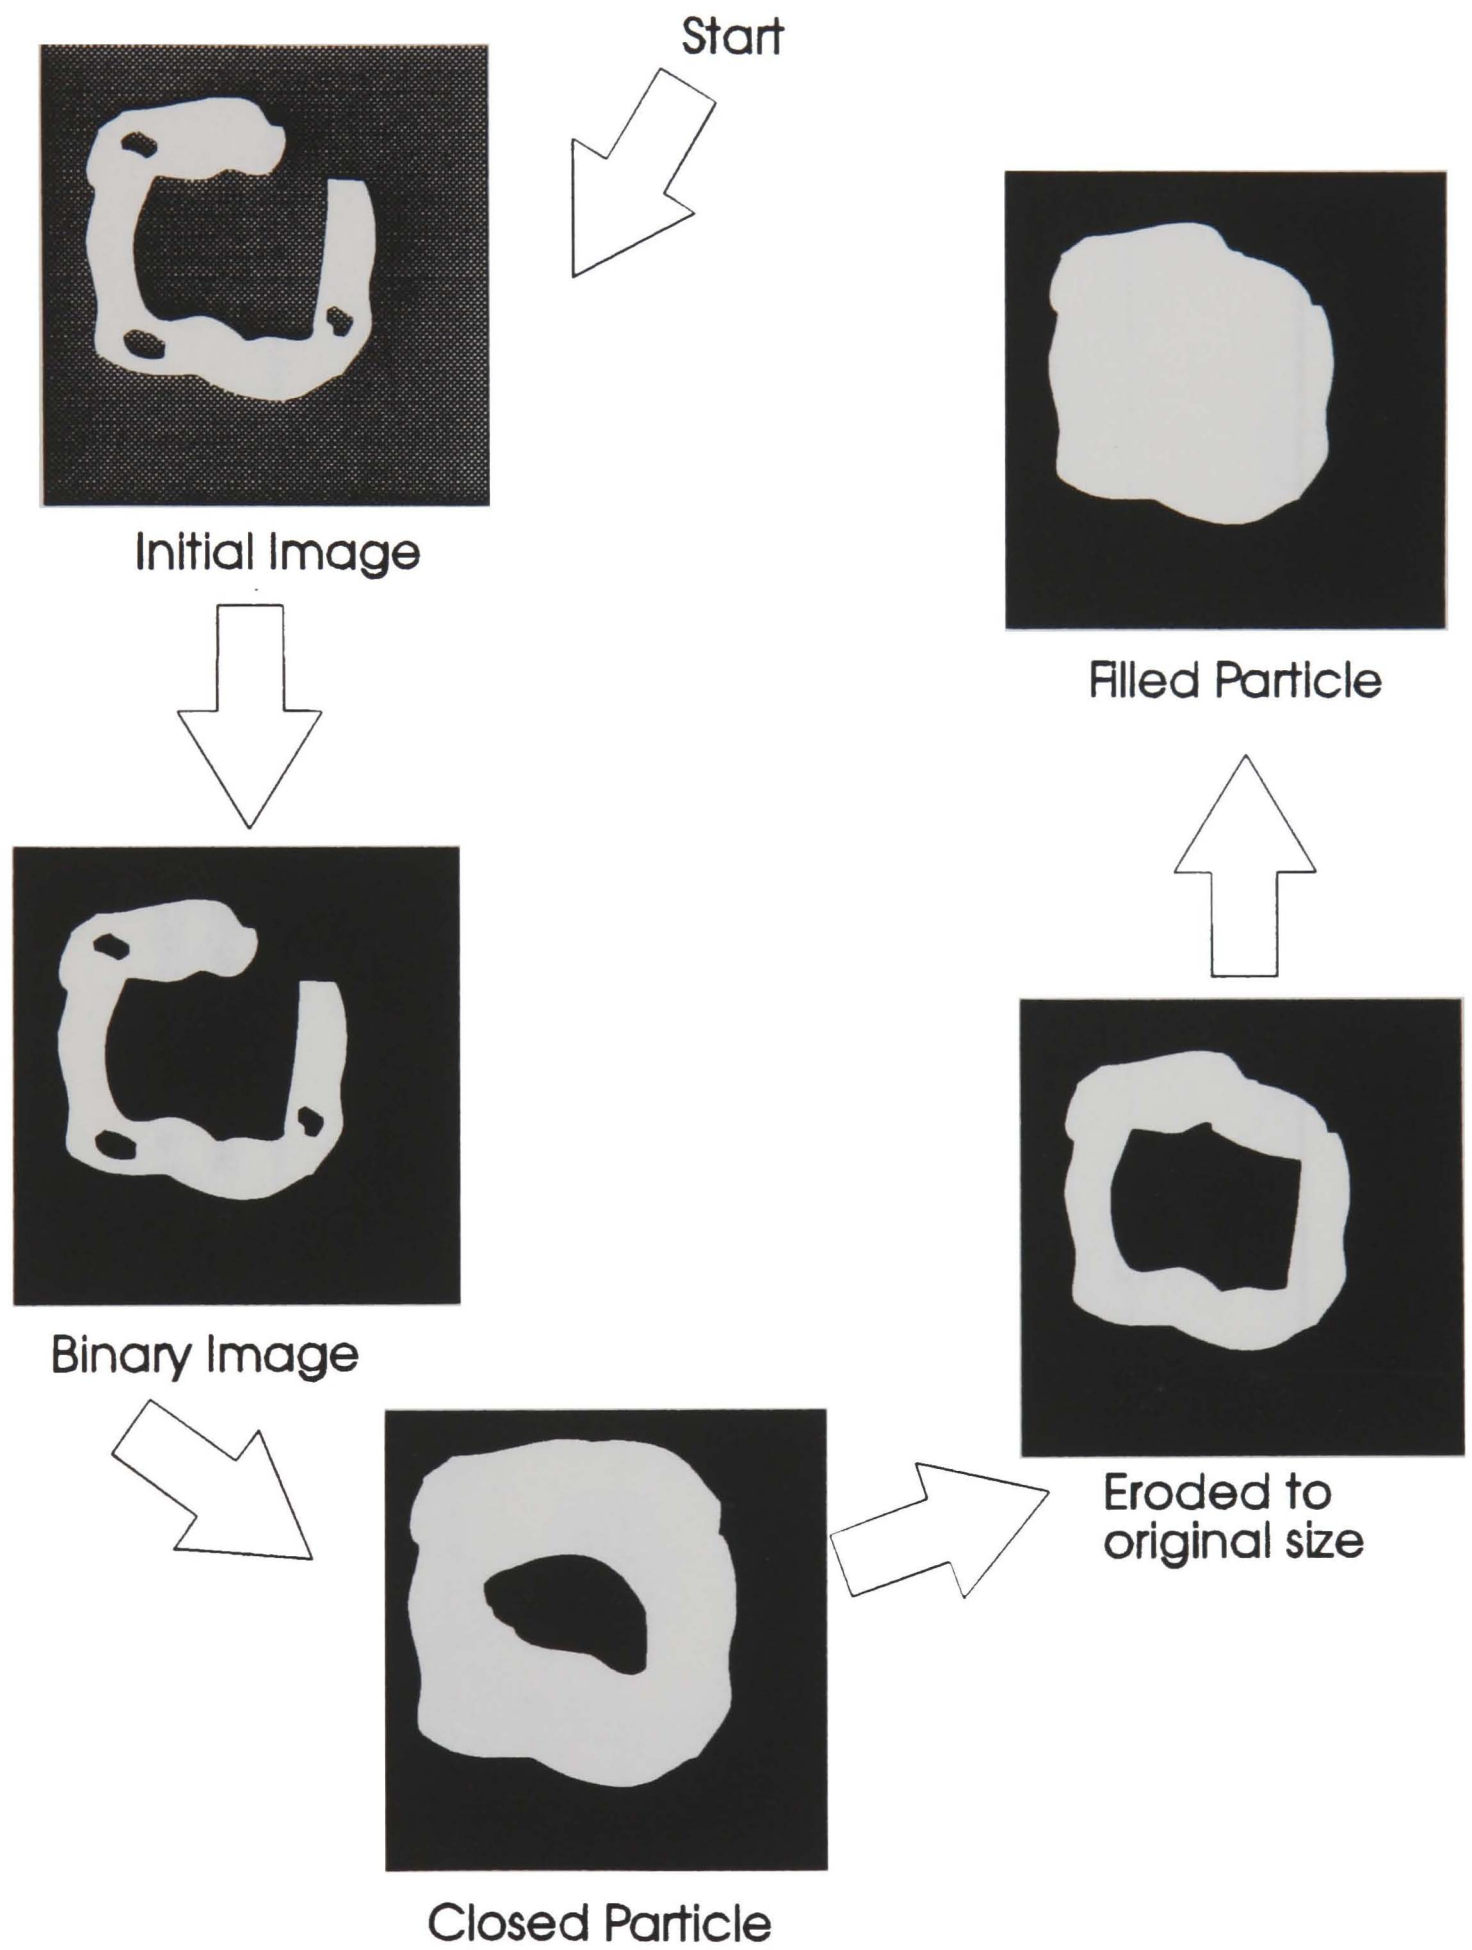 Start
Initial Image
Binary Image
Closed Particle
Eroded to
original size
Filled Particle